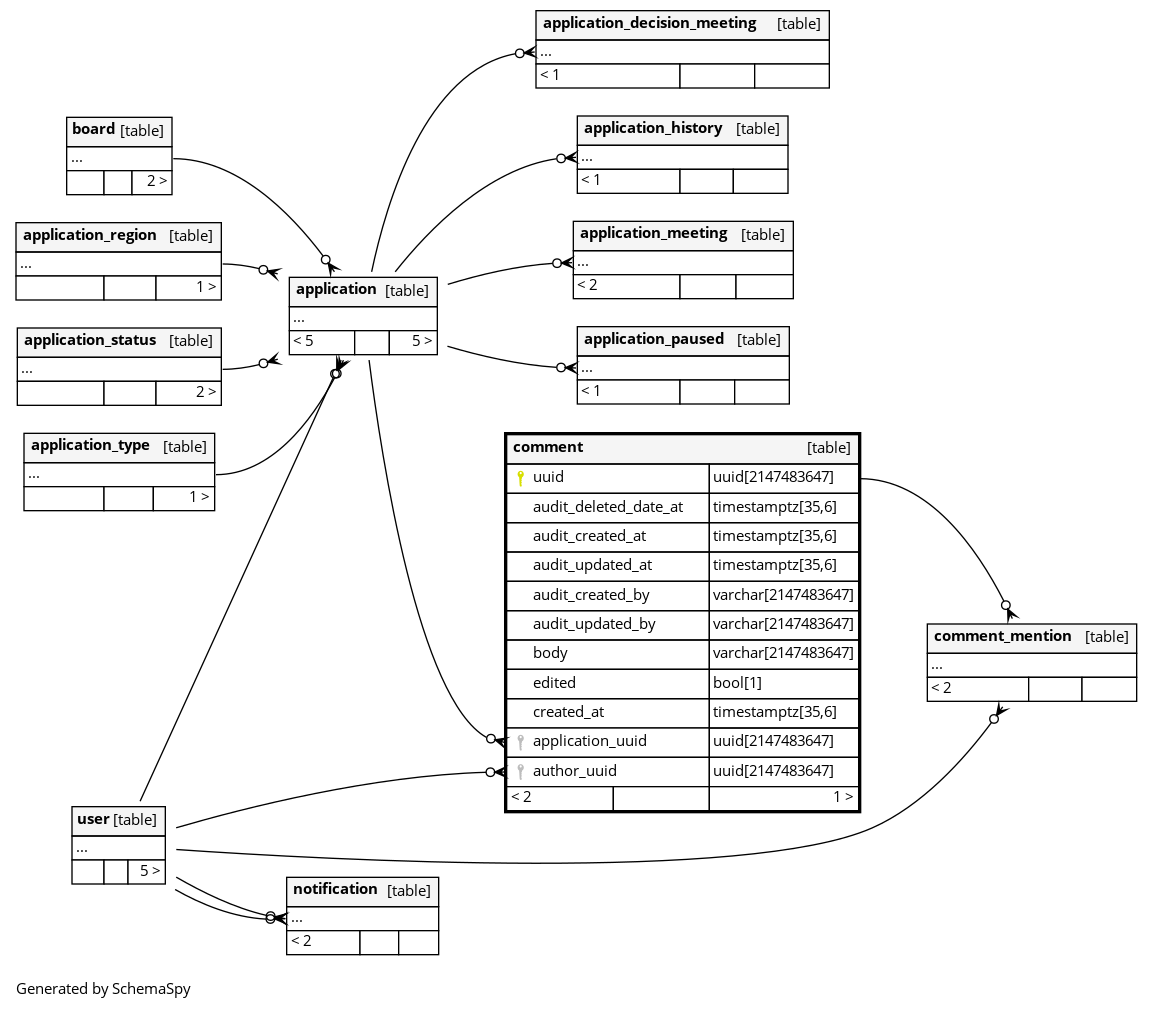 application_decision_meeting [table]
...
< 1
board [table]
...
2 >
application_history [table]
...
< 1
application_region [table]
...
1 >
application_meeting [table]
...
< 2
application [table]
...
< 5 5 >
application_status [table]
...
2 >
application_paused [table]
...
< 1
application_type [table]
...
1 >
comment [table]
uuid uuid[2147483647]
audit_deleted_date_at timestamptz[35,6]
audit_created_at timestamptz[35,6]
audit_updated_at timestamptz[35,6]
audit_created_by varchar[2147483647]
audit_updated_by varchar[2147483647]
body varchar[2147483647]
edited bool[1]
created_at timestamptz[35,6]
application_uuid uuid[2147483647]
author_uuid uuid[2147483647]
< 2 1 >
comment_mention [table]
...
< 2
user [table]
...
5 >
notification [table]
...
< 2
Generated by SchemaSpy